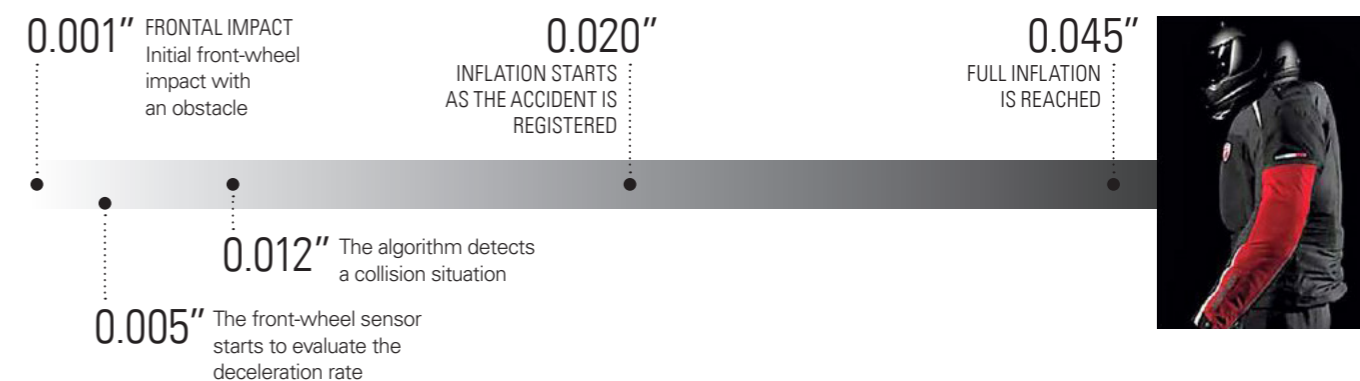 0.001″
FRONTAL IMPACT
Initial front-wheel
impact with
an obstacle
0.020″
INFLATION STARTS
AS THE ACCIDENT IS
REGISTERED
0.045″
FULL INFLATION
IS REACHED
0.012″
The algorithm detects
a collision situation
0.005″
The front-wheel sensor
starts to evaluate the
deceleration rate